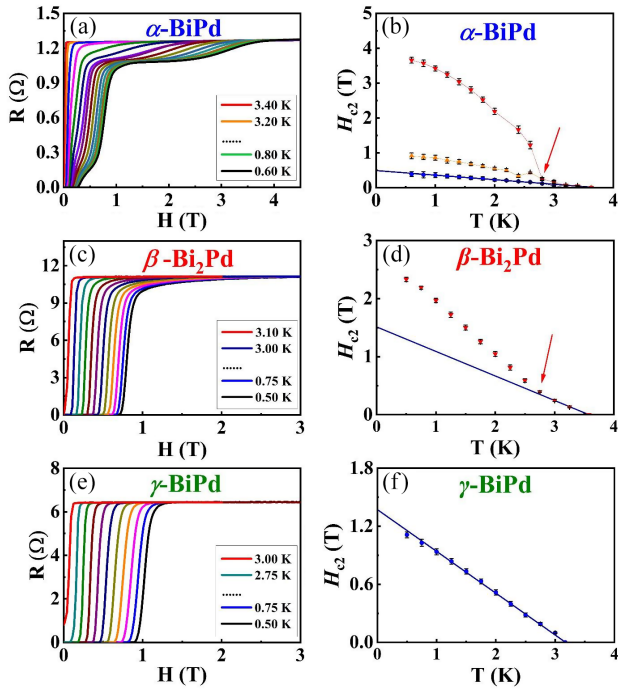 (a) α-BiPd
R (Ω)
1.5
1.2
0.9
0.6
0.3
0.0
3.40 K
3.20 K
......
0.80 K
0.60 K
0 1 2 3 4
H (T)
(b) α-BiPd
Hc2 (T)
5
4
3
2
1
0
0 1 2 3 4
T (K)
(c) β-Bi₂Pd
R (Ω)
12
9
6
3
0
3.10 K
3.00 K
......
0.75 K
0.50 K
0 1 2 3
H (T)
(d) β-Bi₂Pd
Hc2 (T)
3
2
1
0
0 1 2 3 4
T (K)
(e) γ-BiPd
R (Ω)
9
6
3
0
3.00 K
2.75 K
......
0.75 K
0.50 K
0 1 2 3
H (T)
(f) γ-BiPd
Hc2 (T)
1.8
1.2
0.6
0.0
0 1 2 3 4
T (K)